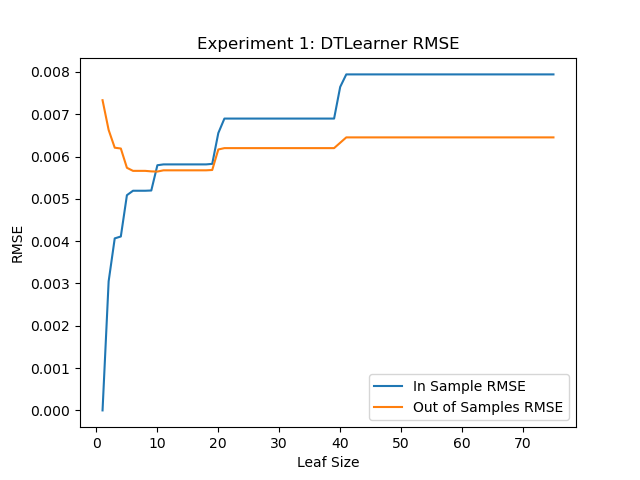 Experiment 1: DTLearner RMSE
0.008
0.007
0.006
0.005
0.004
0.003
0.002
0.001
0.000
RMSE
0 10 20 30 40 50 60 70
Leaf Size
In Sample RMSE
Out of Samples RMSE